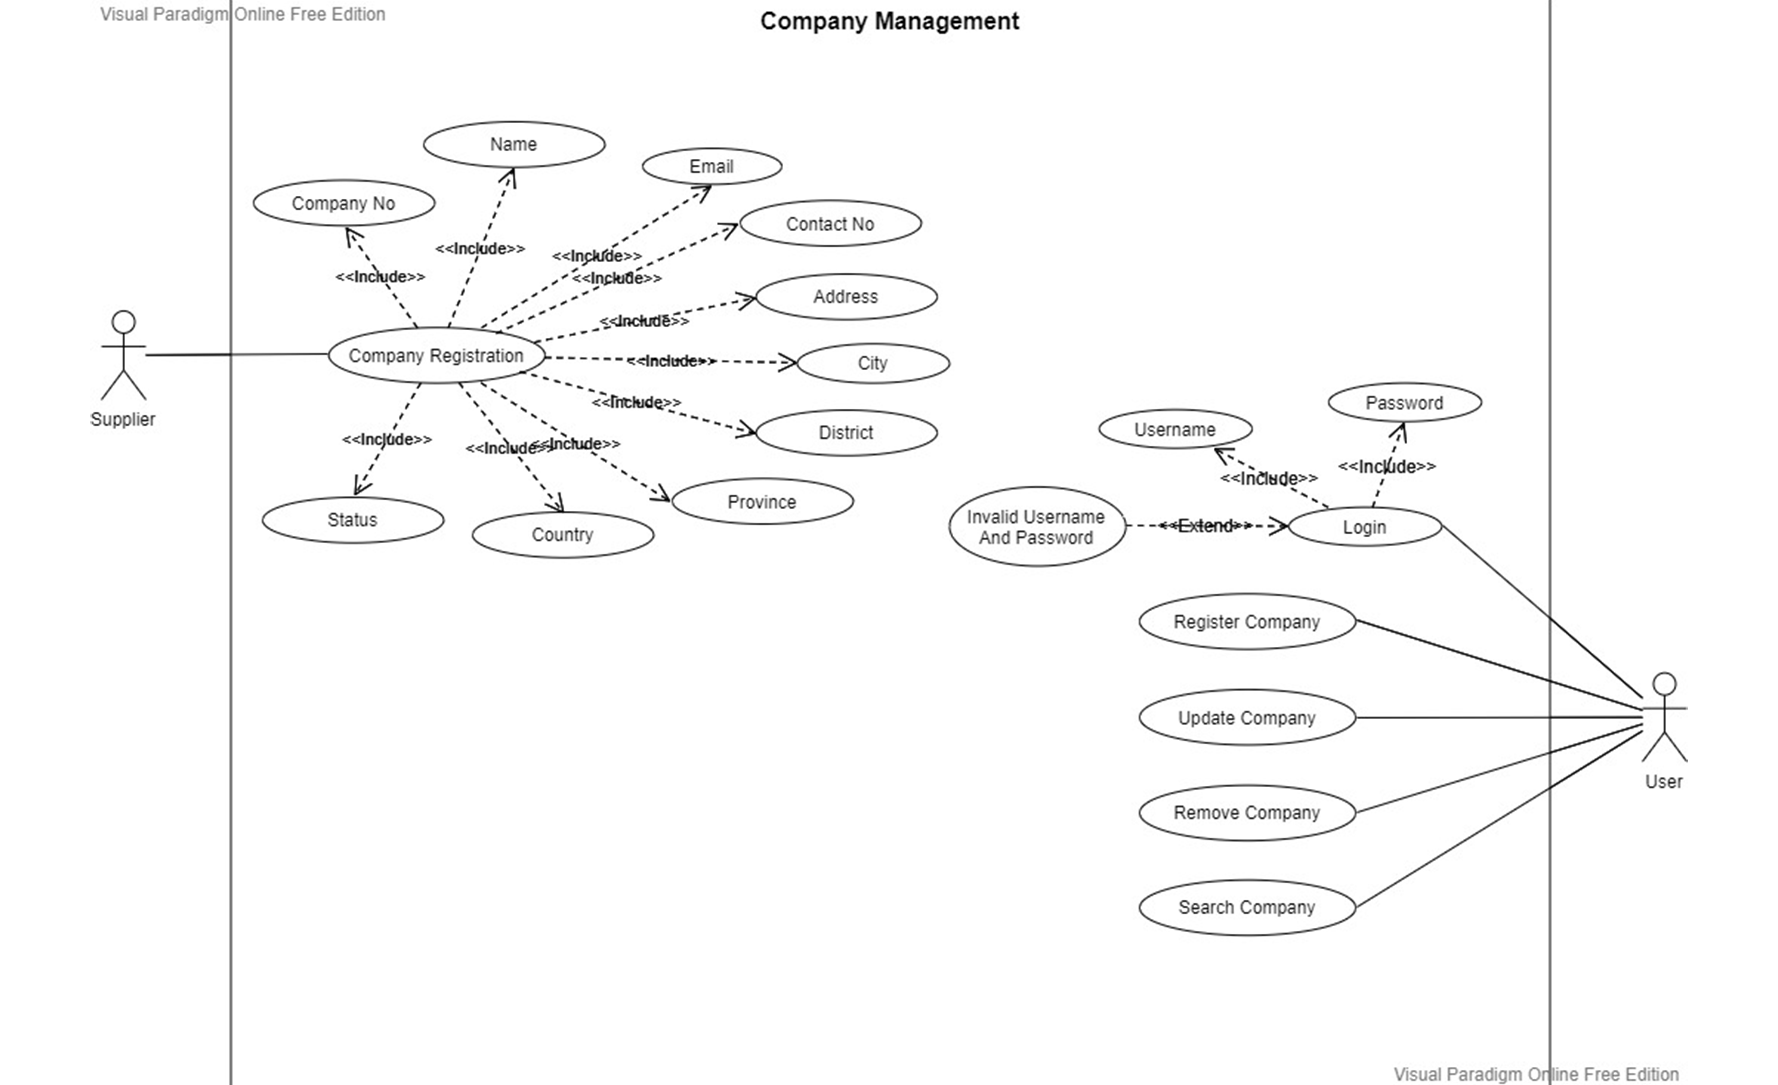 Visual Paradigm Online Free Edition
Company Management
Name
Email
Company No
Contact No
<<Include>>
<<Include>>
<<Include>>
<<Include>>
Address
<<Include>>
Company Registration
<<Include>>
City
Supplier
<<Include>>
District
<<Include>>
<<Include>>
<<Include>>
Status
Country
Province
Username
Password
<<Include>>
<<Include>>
Invalid Username
And Password
<<Extend>>
Login
Register Company
Update Company
User
Remove Company
Search Company
Visual Paradigm Online Free Edition